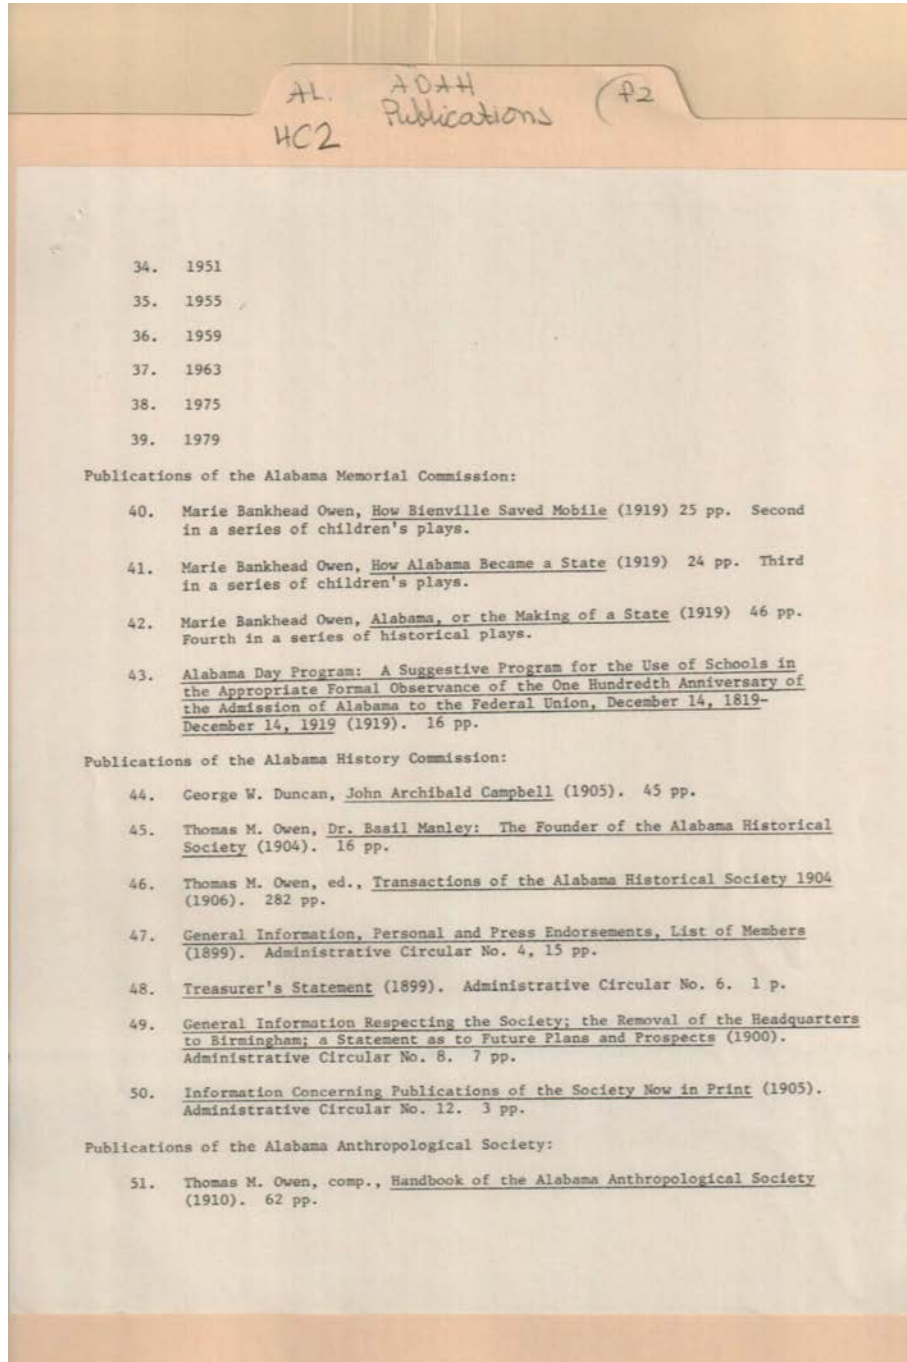 AL. ADAH P2
4C2 Publications
34. 1951
35. 1955
36. 1959
37. 1963
38. 1975
39. 1979
Publications of the Alabama Memorial Commission:
40. Marie Bankhead Owen, How Bienville Saved Mobile (1919) 25 pp. Second
in a series of children's plays.
41. Marie Bankhead Owen, How Alabama Became a State (1919) 24 pp. Third
in a series of children's plays.
42. Marie Bankhead Owen, Alabama, or the Making of a State (1919) 46 pp.
Fourth in a series of historical plays.
43. Alabama Day Program: A Suggestive Program for the Use of Schools in
the Appropriate Formal Observance of the One Hundredth Anniversary of
the Admission of Alabama to the Federal Union, December 14, 1819-
December 14, 1919 (1919). 16 pp.
Publications of the Alabama History Commission:
44. George W. Duncan, John Archibald Campbell (1905). 45 pp.
45. Thomas M. Owen, Dr. Basil Manley: The Founder of the Alabama Historical
Society (1904). 16 pp.
46. Thomas M. Owen, ed., Transactions of the Alabama Historical Society 1904
(1906). 282 pp.
47. General Information, Personal and Press Endorsements, List of Members
(1899). Administrative Circular No. 4, 15 pp.
48. Treasurer's Statement (1899). Administrative Circular No. 6. 1 p.
49. General Information Respecting the Society; the Removal of the Headquarters
to Birmingham; a Statement as to Future Plans and Prospects (1900).
Administrative Circular No. 8. 7 pp.
50. Information Concerning Publications of the Society Now in Print (1905).
Administrative Circular No. 12. 3 pp.
Publications of the Alabama Anthropological Society:
51. Thomas M. Owen, comp., Handbook of the Alabama Anthropological Society
(1910). 62 pp.